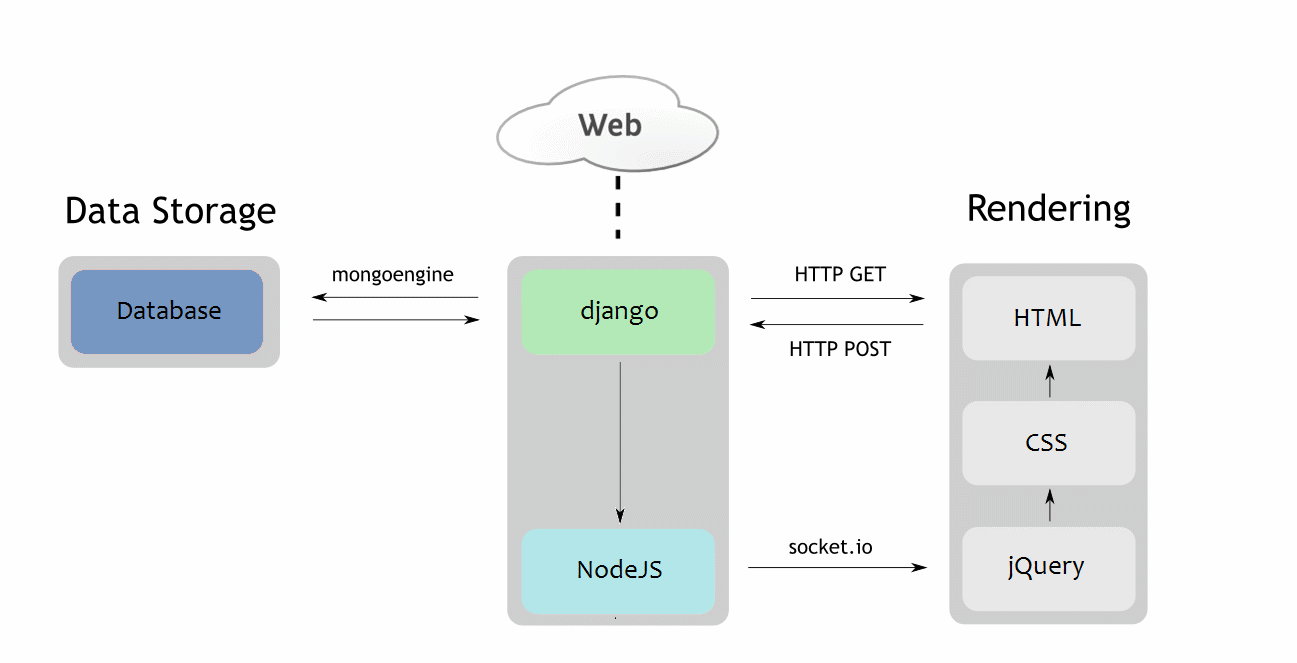 Web
Data Storage
Rendering
mongoengine
HTTP GET
Database
django
HTML
HTTP POST
CSS
socket.io
NodeJS
jQuery